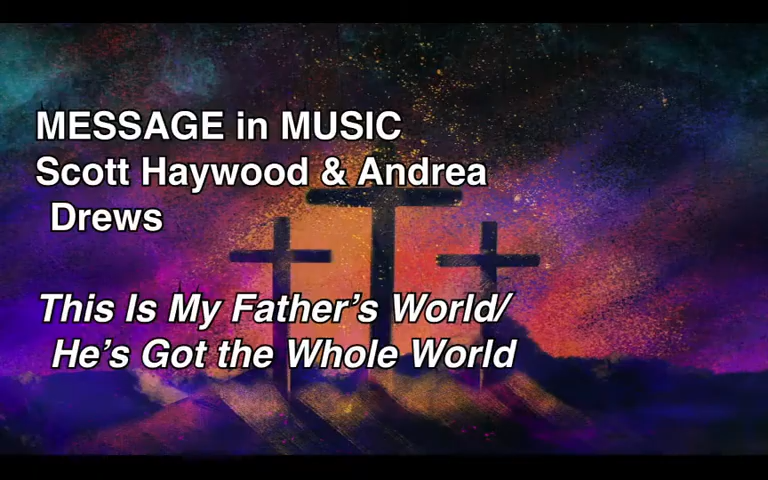 MESSAGE in MUSIC
Scott Haywood & Andrea
Drews
This Is My Father’s World/
He’s Got the Whole World